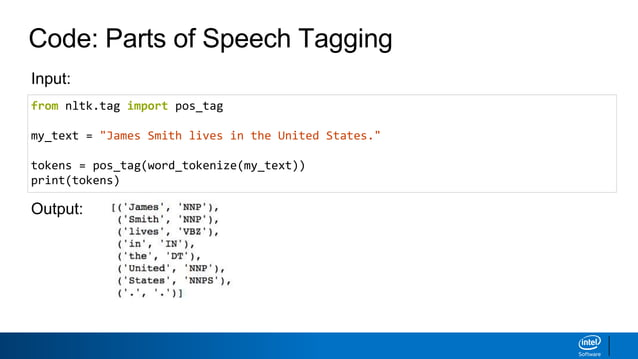 Code: Parts of Speech Tagging
Input:
from nltk.tag import pos_tag
my_text = "James Smith lives in the United States."
tokens = pos_tag(word_tokenize(my_text))
print(tokens)
Output:
[('James', 'NNP'),
('Smith', 'NNP'),
('lives', 'VBZ'),
('in', 'IN'),
('the', 'DT'),
('United', 'NNP'),
('States', 'NNPS'),
('.', '.')]
intel
Software